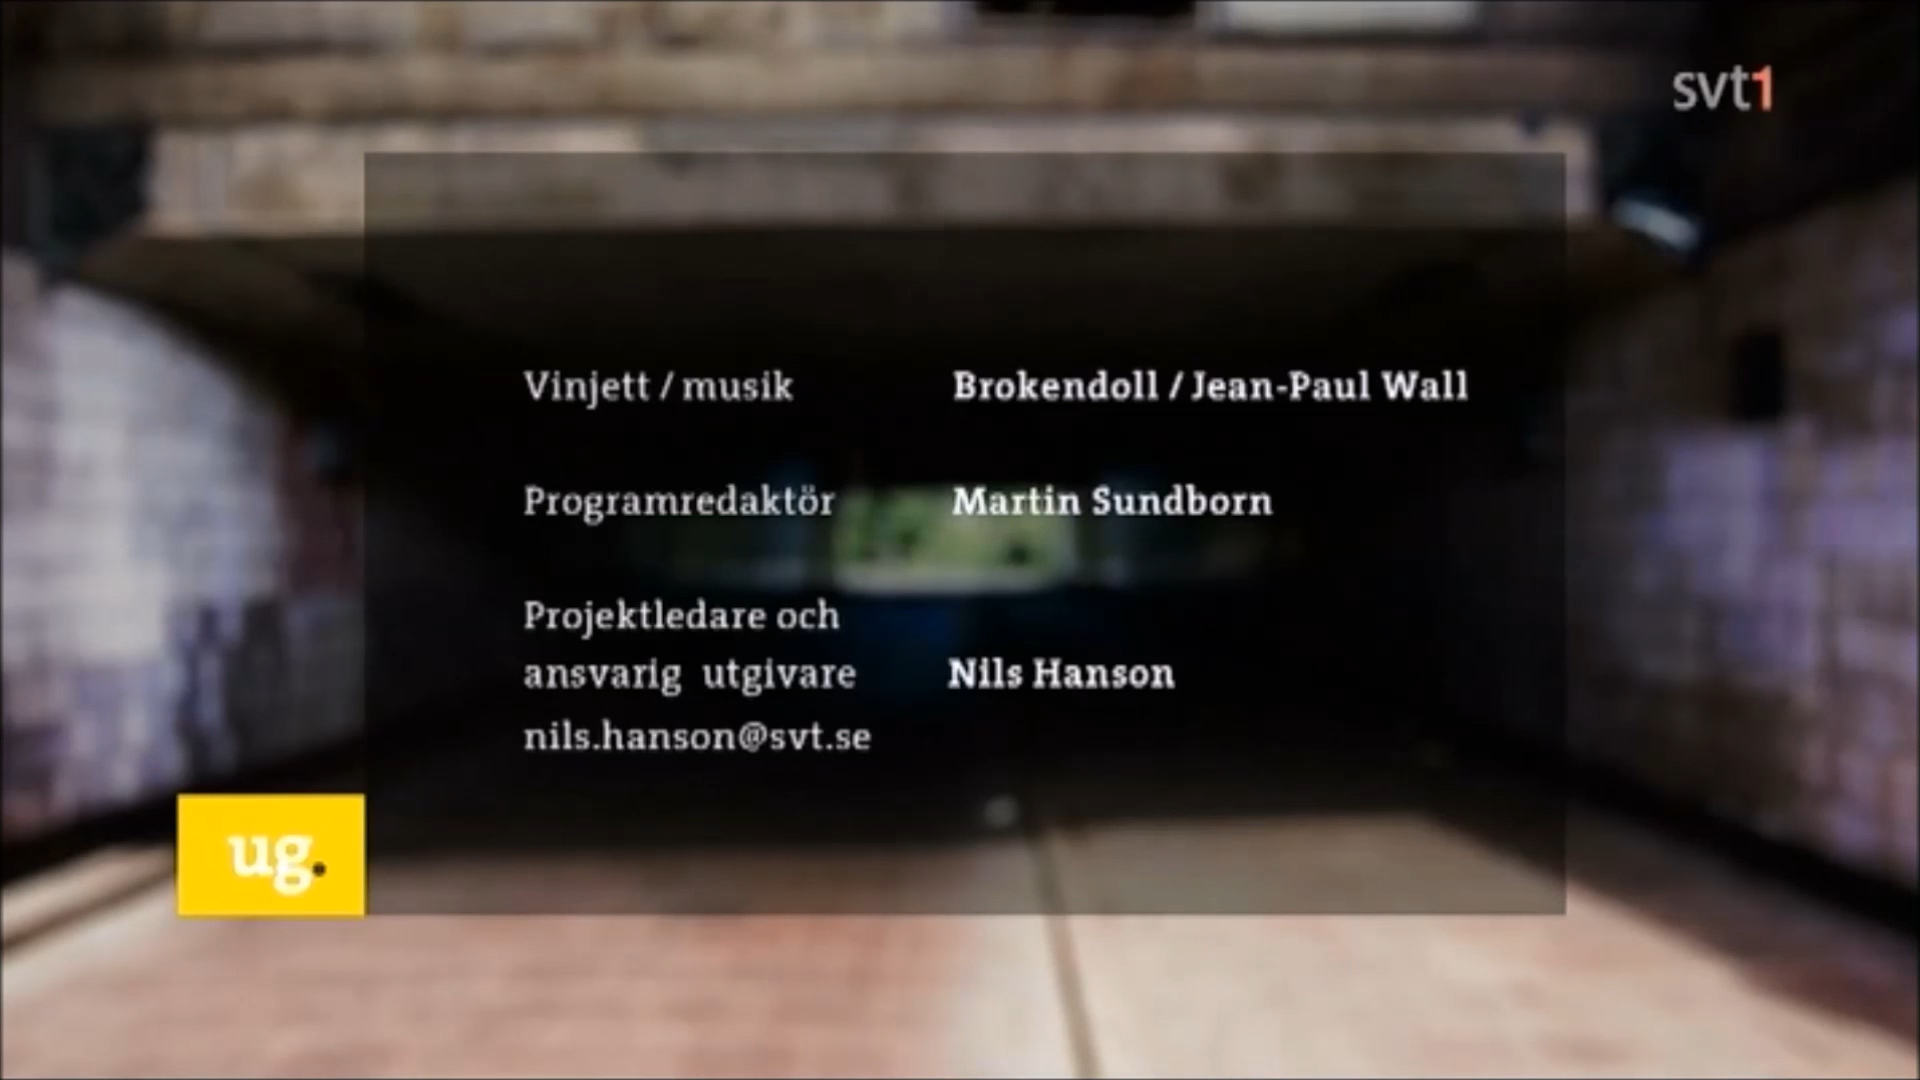 svt1
Vinjett / musik Brokendoll / Jean-Paul Wall
Programredaktör Martin Sundborn
Projektledare och
ansvarig utgivare Nils Hanson
nils.hanson@svt.se
ug.